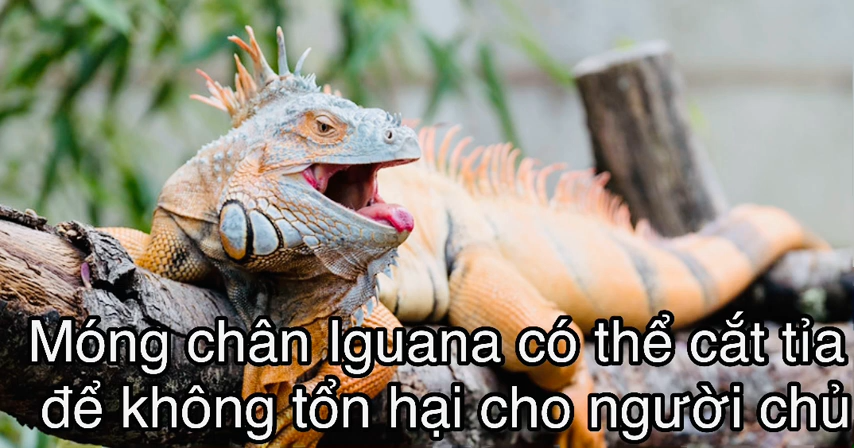 Móng chân Iguana có thể cắt tỉa
để không tổn hại cho người chủ